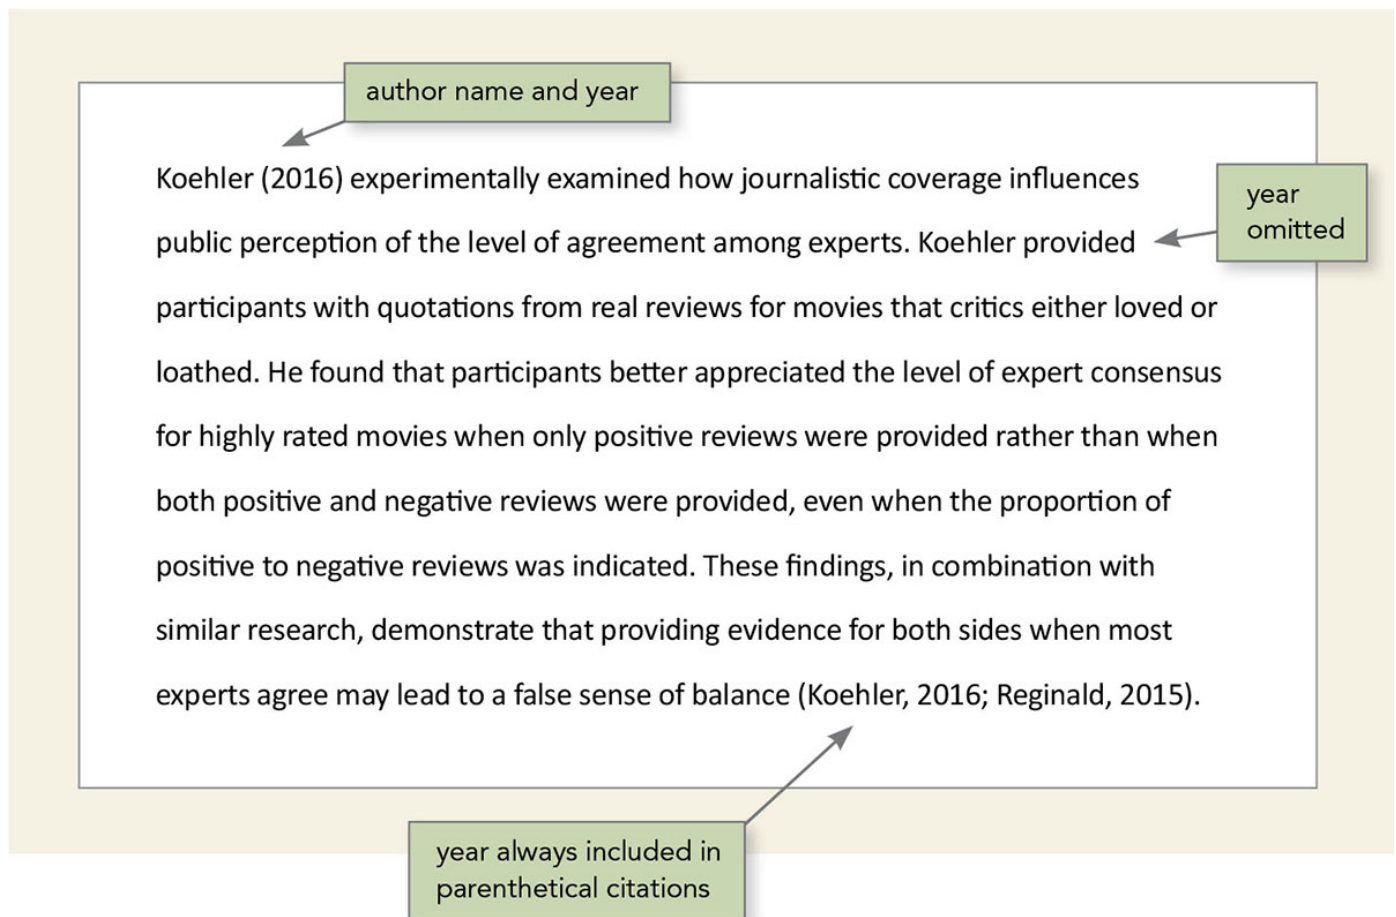 author name and year
Koehler (2016) experimentally examined how journalistic coverage influences
year
omitted
public perception of the level of agreement among experts. Koehler provided
participants with quotations from real reviews for movies that critics either loved or
loathed. He found that participants better appreciated the level of expert consensus
for highly rated movies when only positive reviews were provided rather than when
both positive and negative reviews were provided, even when the proportion of
positive to negative reviews was indicated. These findings, in combination with
similar research, demonstrate that providing evidence for both sides when most
experts agree may lead to a false sense of balance (Koehler, 2016; Reginald, 2015).
year always included in
parenthetical citations